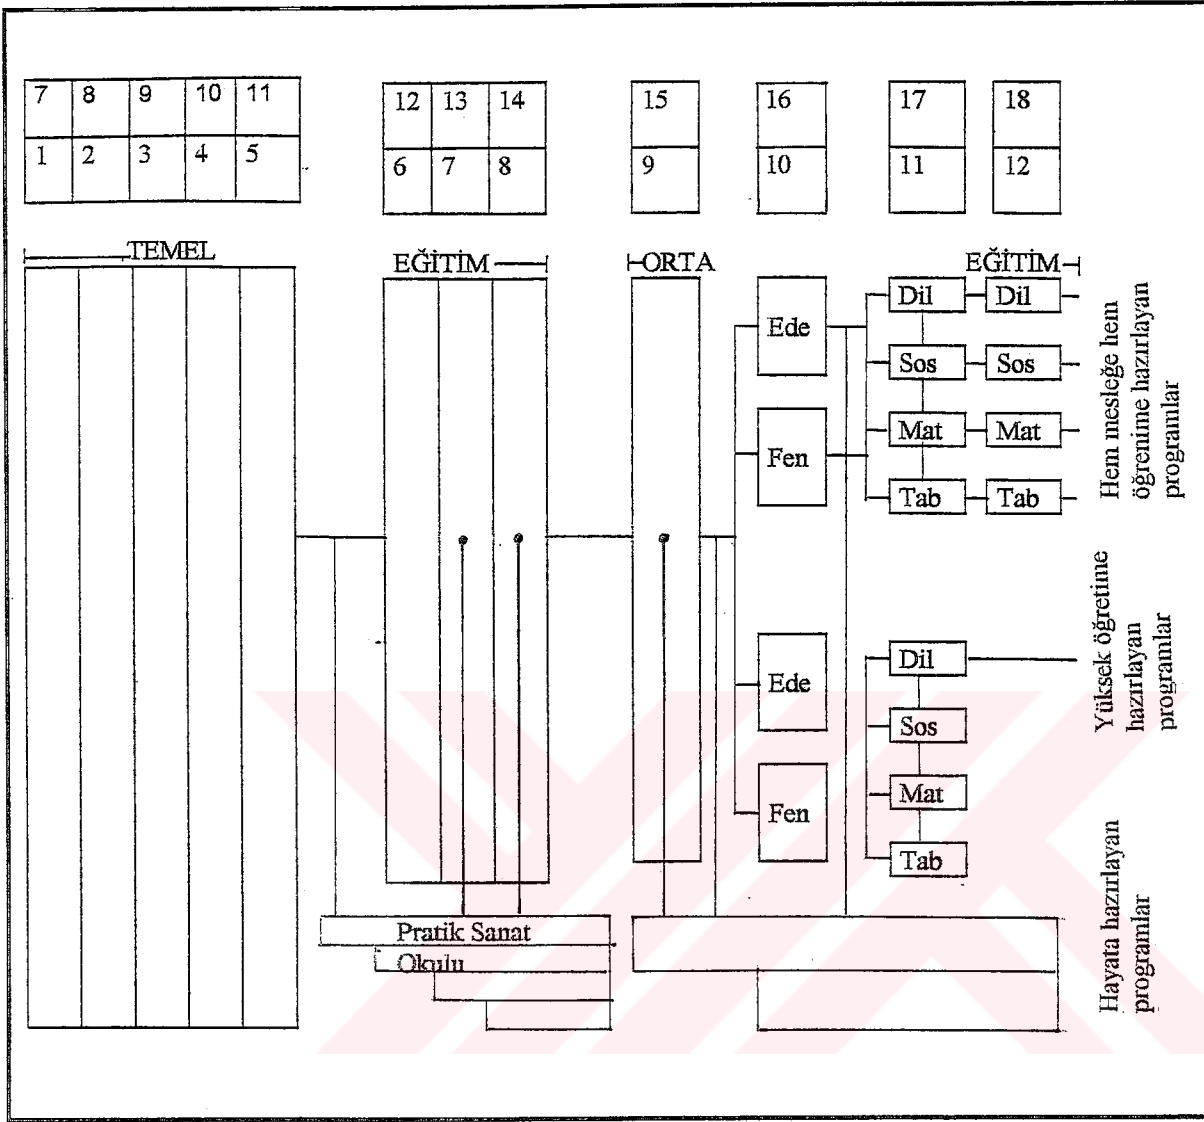 7 8 9 10 11 12 13 14 15 16 17 18
1 2 3 4 5 6 7 8 9 10 11 12
TEMEL EĞİTİM ORTA EĞİTİM
Ede
Fen
Dil Dil
Sos Sos
Mat Mat
Tab Tab
Hem mesleğe hem
öğrenime hazırlayan
programlar
Ede
Fen
Dil
Sos
Mat
Tab
Yüksek öğretime
hazırlayan
programlar
Pratik Sanat
Okulu
Hayata hazırlayan
programlar